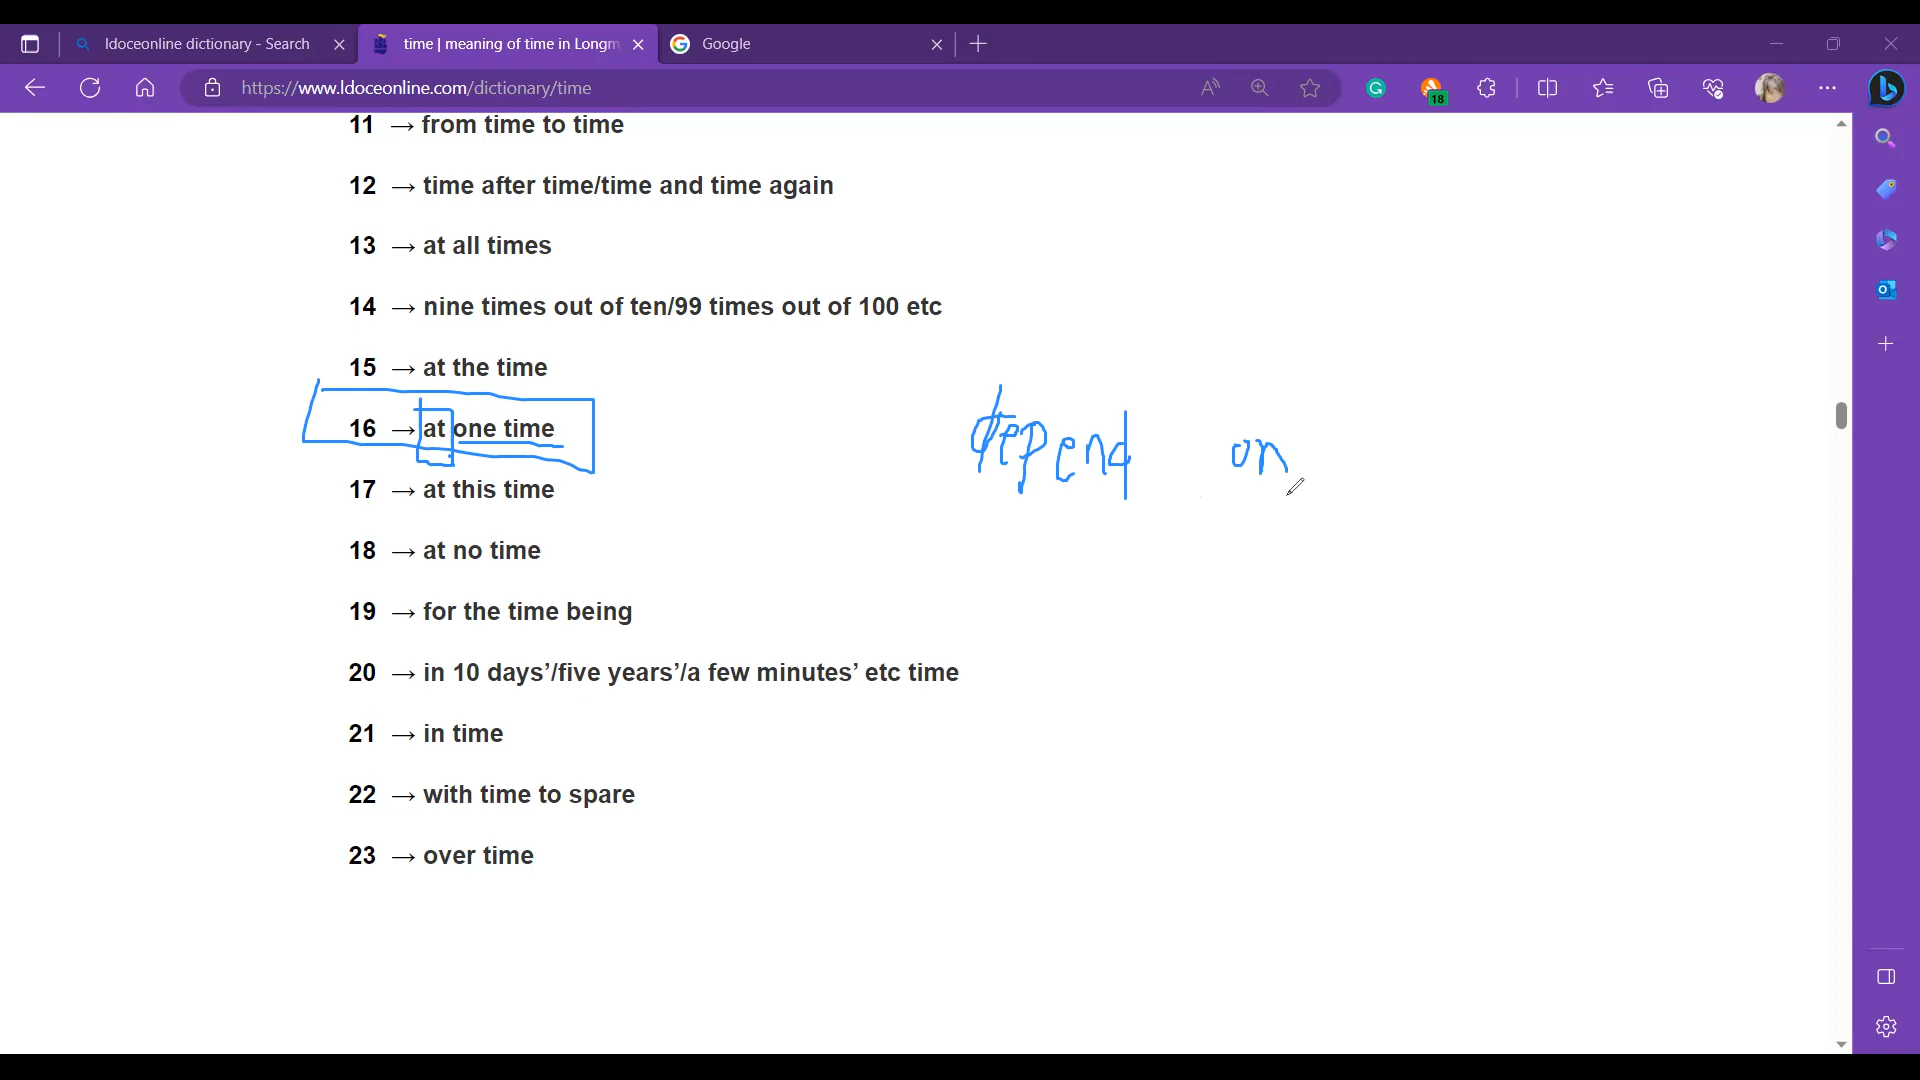 ldoceonline dictionary - Search
time | meaning of time in Longm
Google
https://www.ldoceonline.com/dictionary/time
18
11 → from time to time
12 → time after time/time and time again
13 → at all times
14 → nine times out of ten/99 times out of 100 etc
15 → at the time
16 → at one time
depend on
17 → at this time
18 → at no time
19 → for the time being
20 → in 10 days’/five years’/a few minutes’ etc time
21 → in time
22 → with time to spare
23 → over time